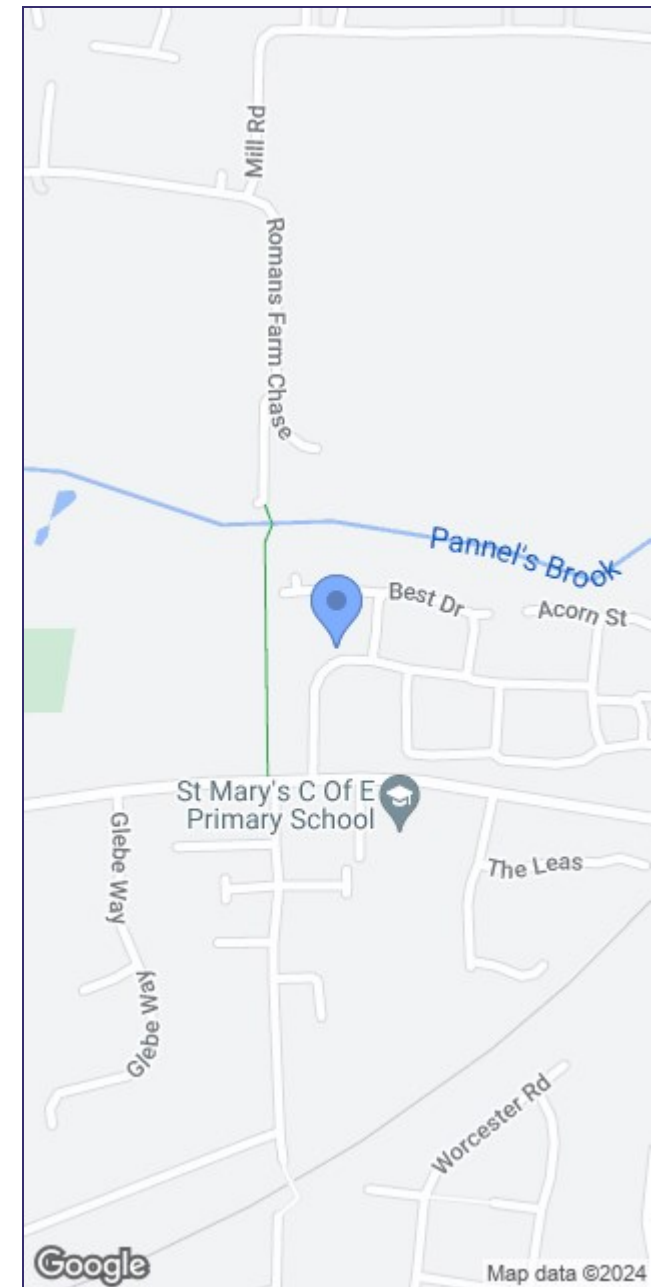 Mill Rd
Romans Farm Chase
Pannel's Brook
Best Dr
Acorn St
St Mary's C Of E
Primary School
Glebe Way
The Leas
Glebe Way
Worcester Rd
Google
Map data ©2024